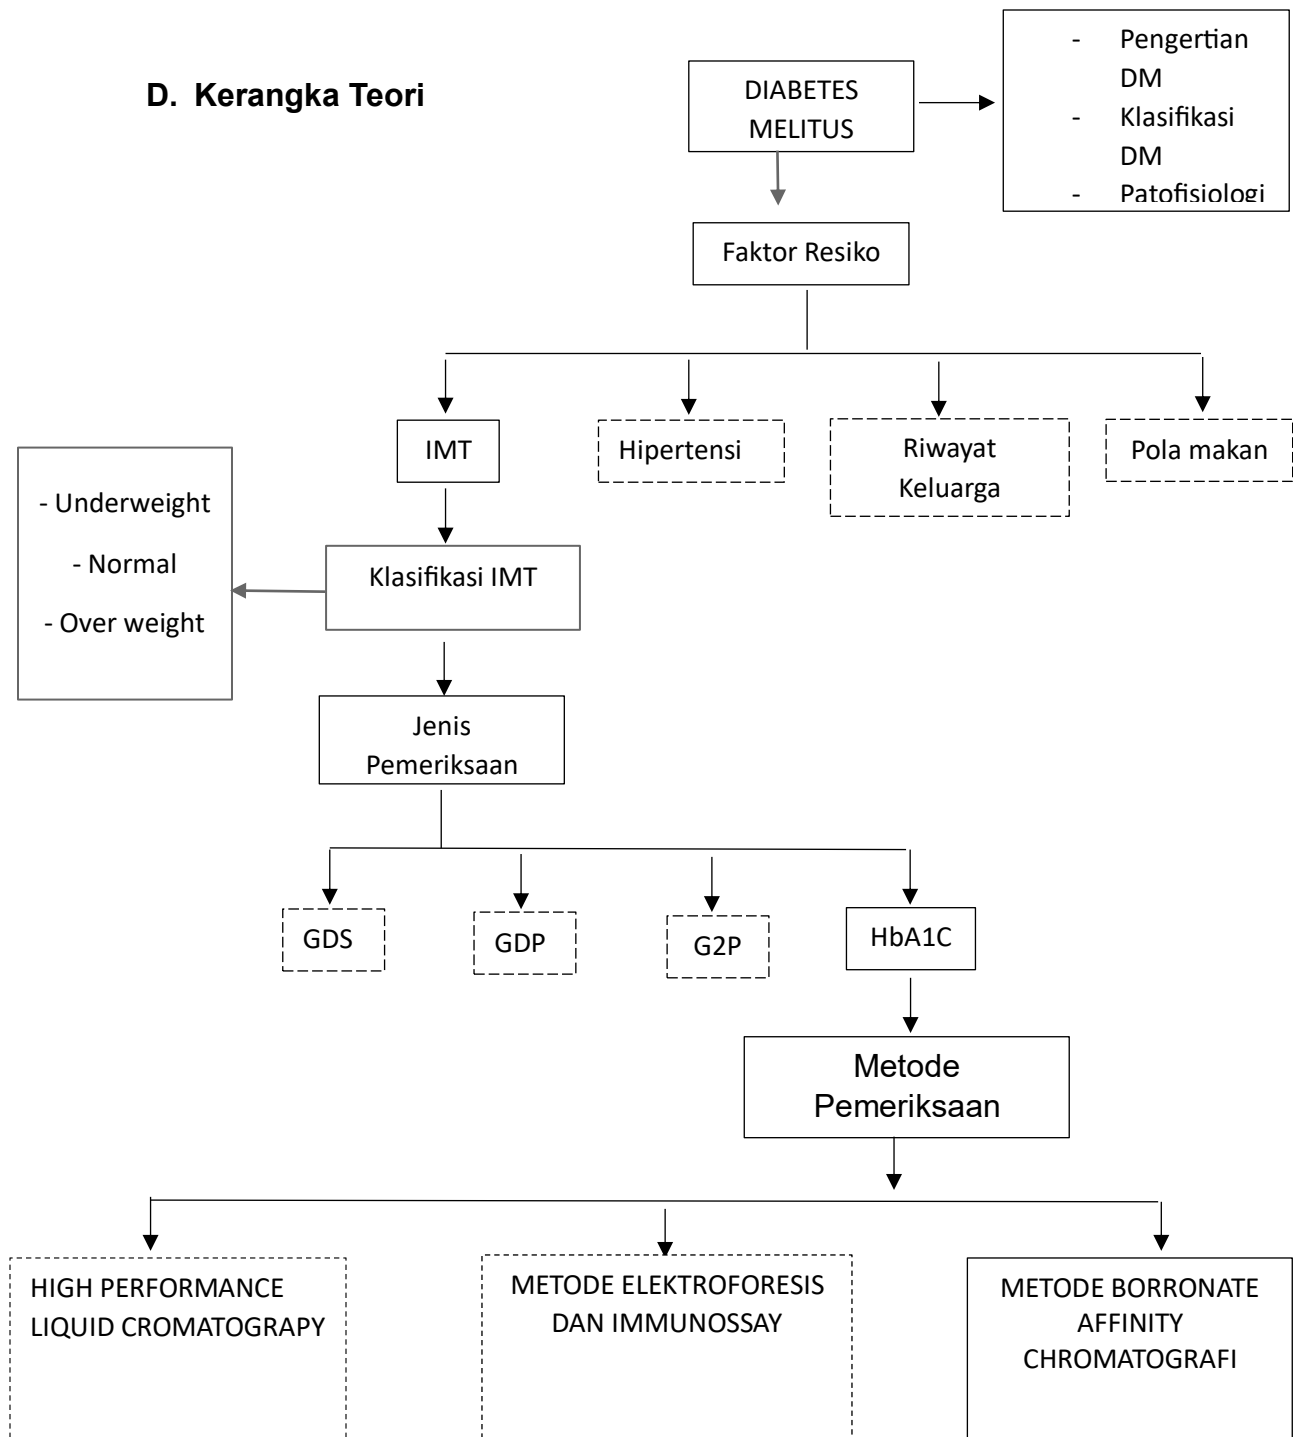 D. Kerangka Teori
DIABETES
MELITUS
- Pengertian
DM
- Klasifikasi
DM
- Patofisiologi
Faktor Resiko
IMT
Hipertensi
Riwayat
Keluarga
Pola makan
- Underweight
- Normal
- Over weight
Klasifikasi IMT
Jenis
Pemeriksaan
GDS
GDP
G2P
HbA1C
Metode
Pemeriksaan
HIGH PERFORMANCE
LIQUID CROMATOGRAPY
METODE ELEKTROFORESIS
DAN IMMUNOSSAY
METODE BORRONATE
AFFINITY
CHROMATOGRAFI